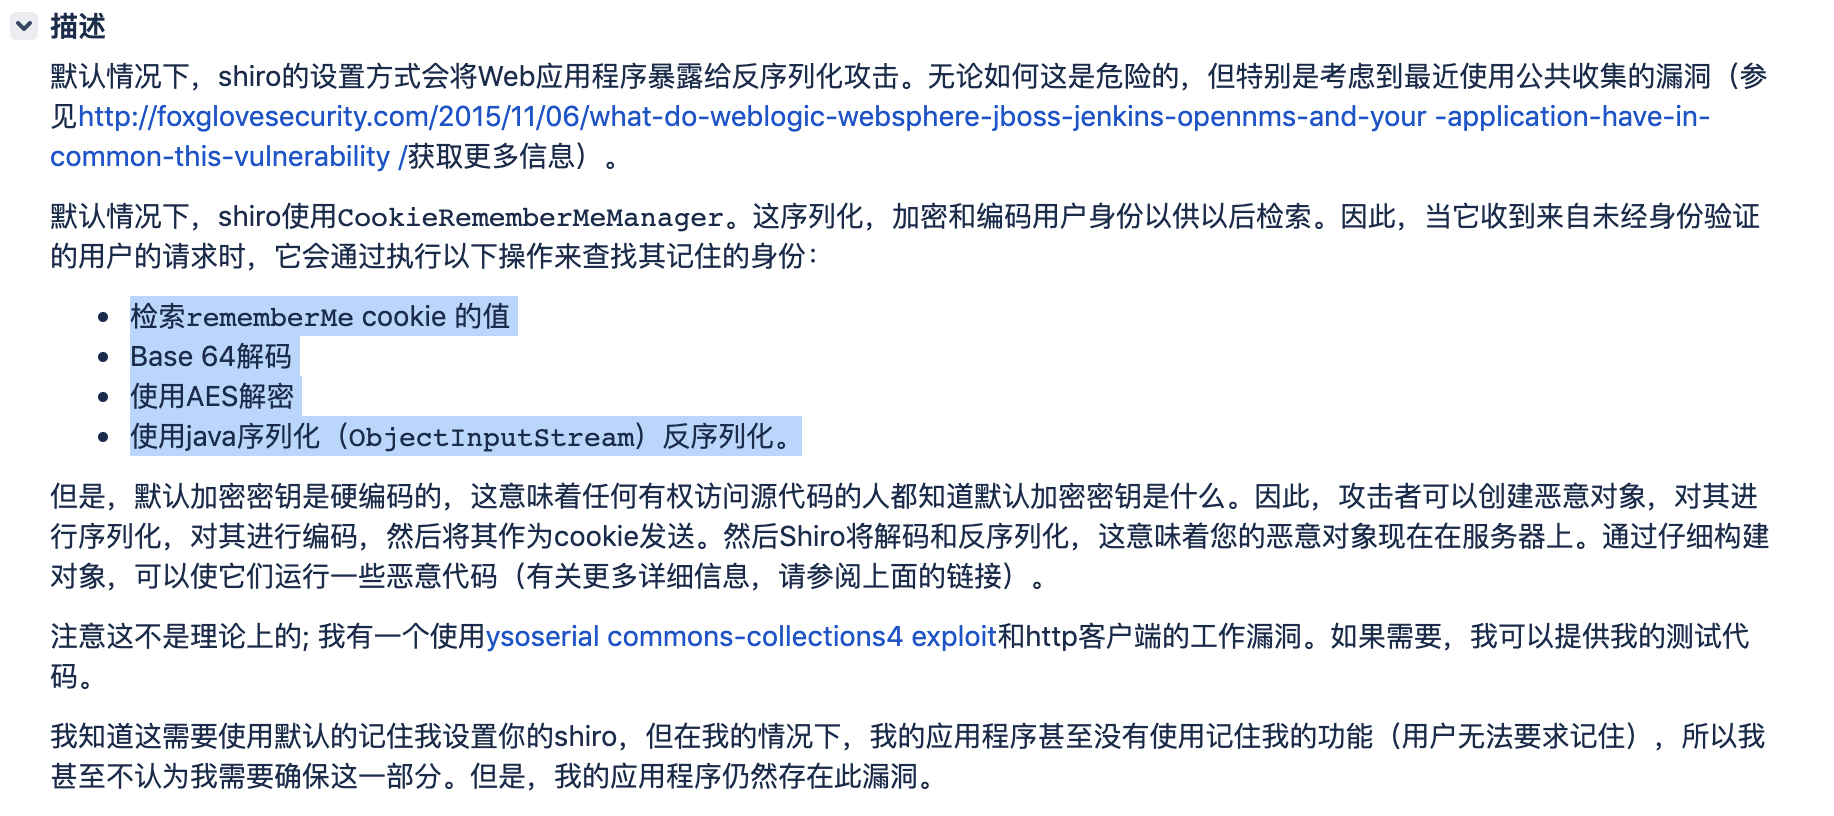 描述
默认情况下，shiro的设置方式会将Web应用程序暴露给反序列化攻击。无论如何这是危险的，但特别是考虑到最近使用公共收集的漏洞（参
见http://foxglovesecurity.com/2015/11/06/what-do-weblogic-websphere-jboss-jenkins-opennms-and-your -application-have-in-
common-this-vulnerability /获取更多信息）。
默认情况下，shiro使用CookieRememberMeManager。这序列化，加密和编码用户身份以供以后检索。因此，当它收到来自未经身份验证
的用户的请求时，它会通过执行以下操作来查找其记住的身份：
• 检索rememberMe cookie 的值
• Base 64解码
• 使用AES解密
• 使用java序列化（ObjectInputStream）反序列化。
但是，默认加密密钥是硬编码的，这意味着任何有权访问源代码的人都知道默认加密密钥是什么。因此，攻击者可以创建恶意对象，对其进
行序列化，对其进行编码，然后将其作为cookie发送。然后Shiro将解码和反序列化，这意味着您的恶意对象现在在服务器上。通过仔细构建
对象，可以使它们运行一些恶意代码（有关更多详细信息，请参阅上面的链接）。
注意这不是理论上的; 我有一个使用ysoserial commons-collections4 exploit和http客户端的工作漏洞。如果需要，我可以提供我的测试代
码。
我知道这需要使用默认的记住我设置你的shiro，但在我的情况下，我的应用程序甚至没有使用记住我的功能（用户无法要求记住），所以我
甚至不认为我需要确保这一部分。但是，我的应用程序仍然存在此漏洞。